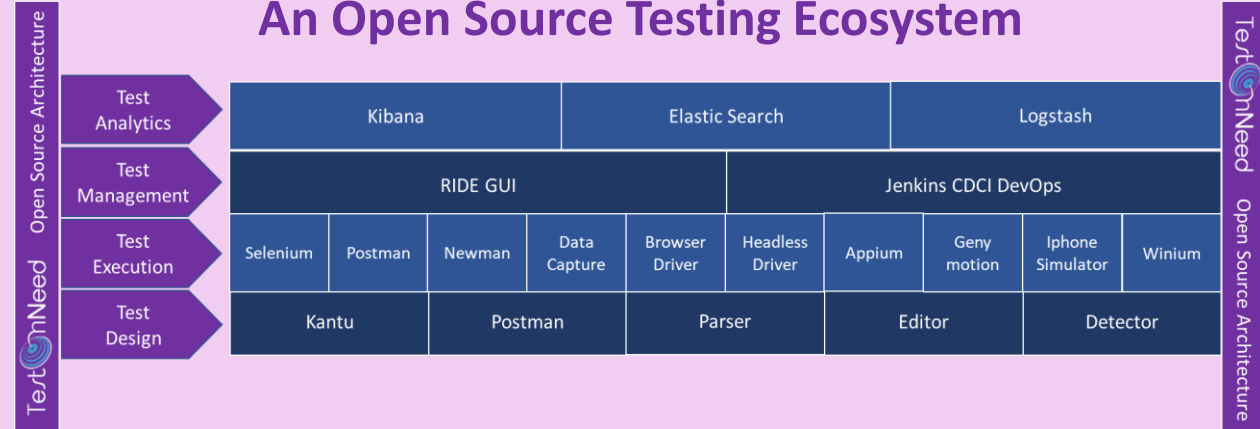 An Open Source Testing Ecosystem
Test
Analytics
Kibana
Elastic Search
Logstash
Test
Management
RIDE GUI
Jenkins CDCI DevOps
Test
Execution
Selenium
Postman
Newman
Data
Capture
Browser
Driver
Headless
Driver
Appium
Geny
motion
Iphone
Simulator
Winium
Test
Design
Kantu
Postman
Parser
Editor
Detector
TestOnNeed Open Source Architecture
TestOnNeed Open Source Architecture